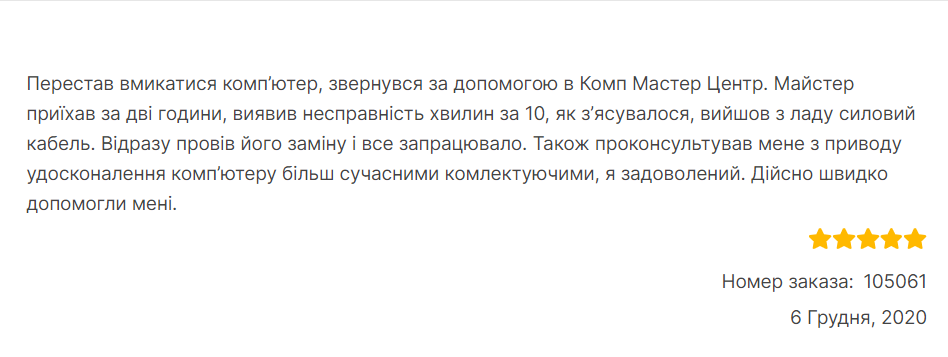 Перестав вмикатися комп’ютер, звернувся за допомогою в Комп Мастер Центр. Майстер
приїхав за дві години, виявив несправність хвилин за 10, як з’ясувалося, вийшов з ладу силовий
кабель. Відразу провів його заміну і все запрацювало. Також проконсультував мене з приводу
удосконалення комп’ютеру більш сучасними комлектуючими, я задоволений. Дійсно швидко
допомогли мені.
Номер заказа: 105061
6 Грудня, 2020